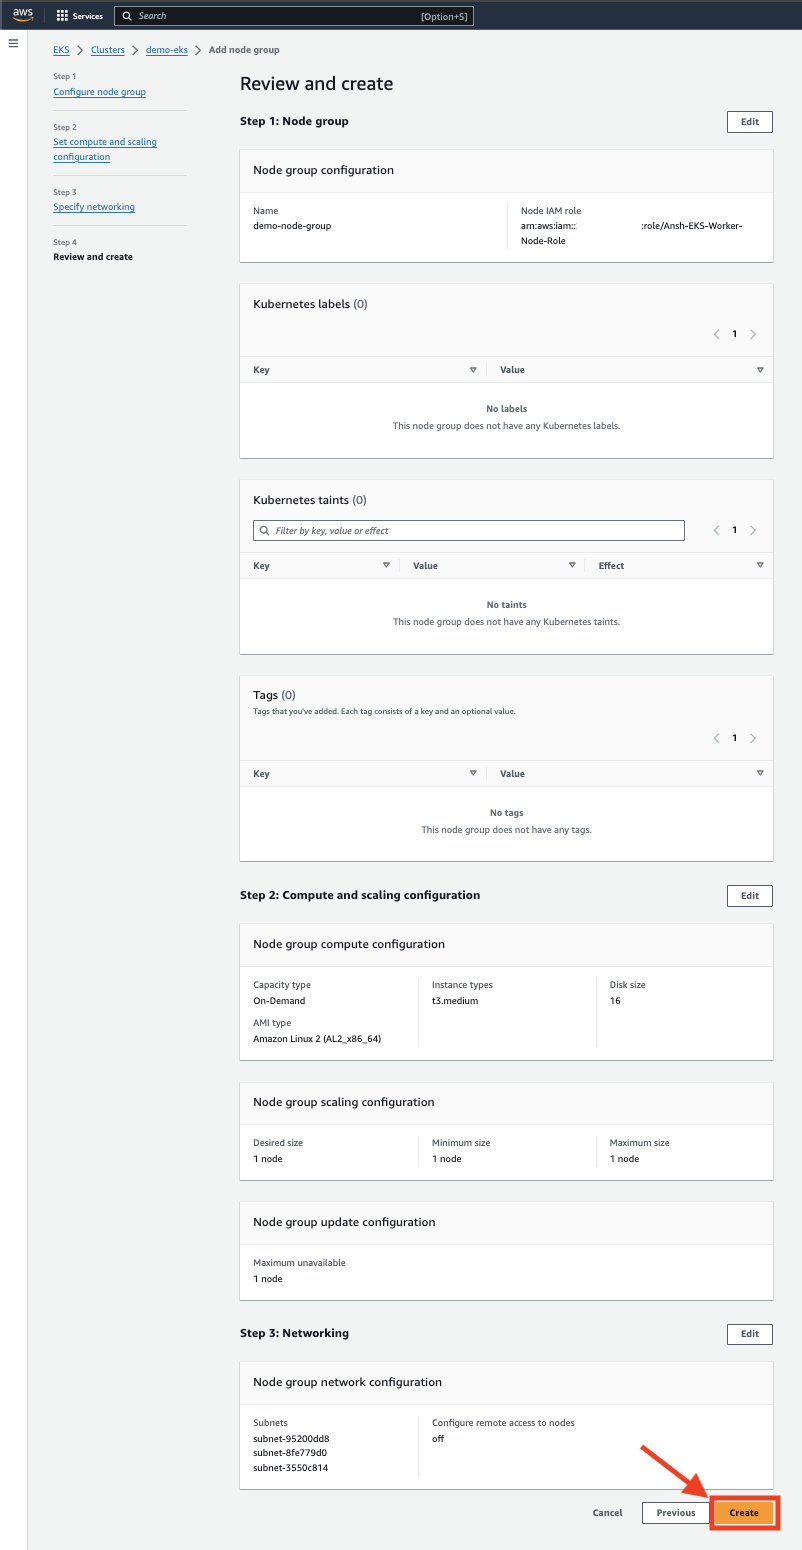 aws
Services
Search
[Option+S]
EKS
Clusters
demo-eks
Add node group
Step 1
Configure node group
Step 2
Set compute and scaling
configuration
Step 3
Specify networking
Step 4
Review and create
Review and create
Step 1: Node group
Edit
Node group configuration
Name
demo-node-group
Node IAM role
arn:aws:iam:: :role/Ansh-EKS-Worker-
Node-Role
Kubernetes labels (0)
1
Key
Value
No labels
This node group does not have any Kubernetes labels.
Kubernetes taints (0)
Filter by key, value or effect
1
Key
Value
Effect
No taints
This node group does not have any Kubernetes taints.
Tags (0)
Tags that you've added. Each tag consists of a key and an optional value.
1
Key
Value
No tags
This node group does not have any tags.
Step 2: Compute and scaling configuration
Edit
Node group compute configuration
Capacity type
On-Demand
AMI type
Amazon Linux 2 (AL2_x86_64)
Instance types
t3.medium
Disk size
16
Node group scaling configuration
Desired size
1 node
Minimum size
1 node
Maximum size
1 node
Node group update configuration
Maximum unavailable
1 node
Step 3: Networking
Edit
Node group network configuration
Subnets
subnet-95200dd8
subnet-8fe779d0
subnet-3550c814
Configure remote access to nodes
off
Cancel
Previous
Create